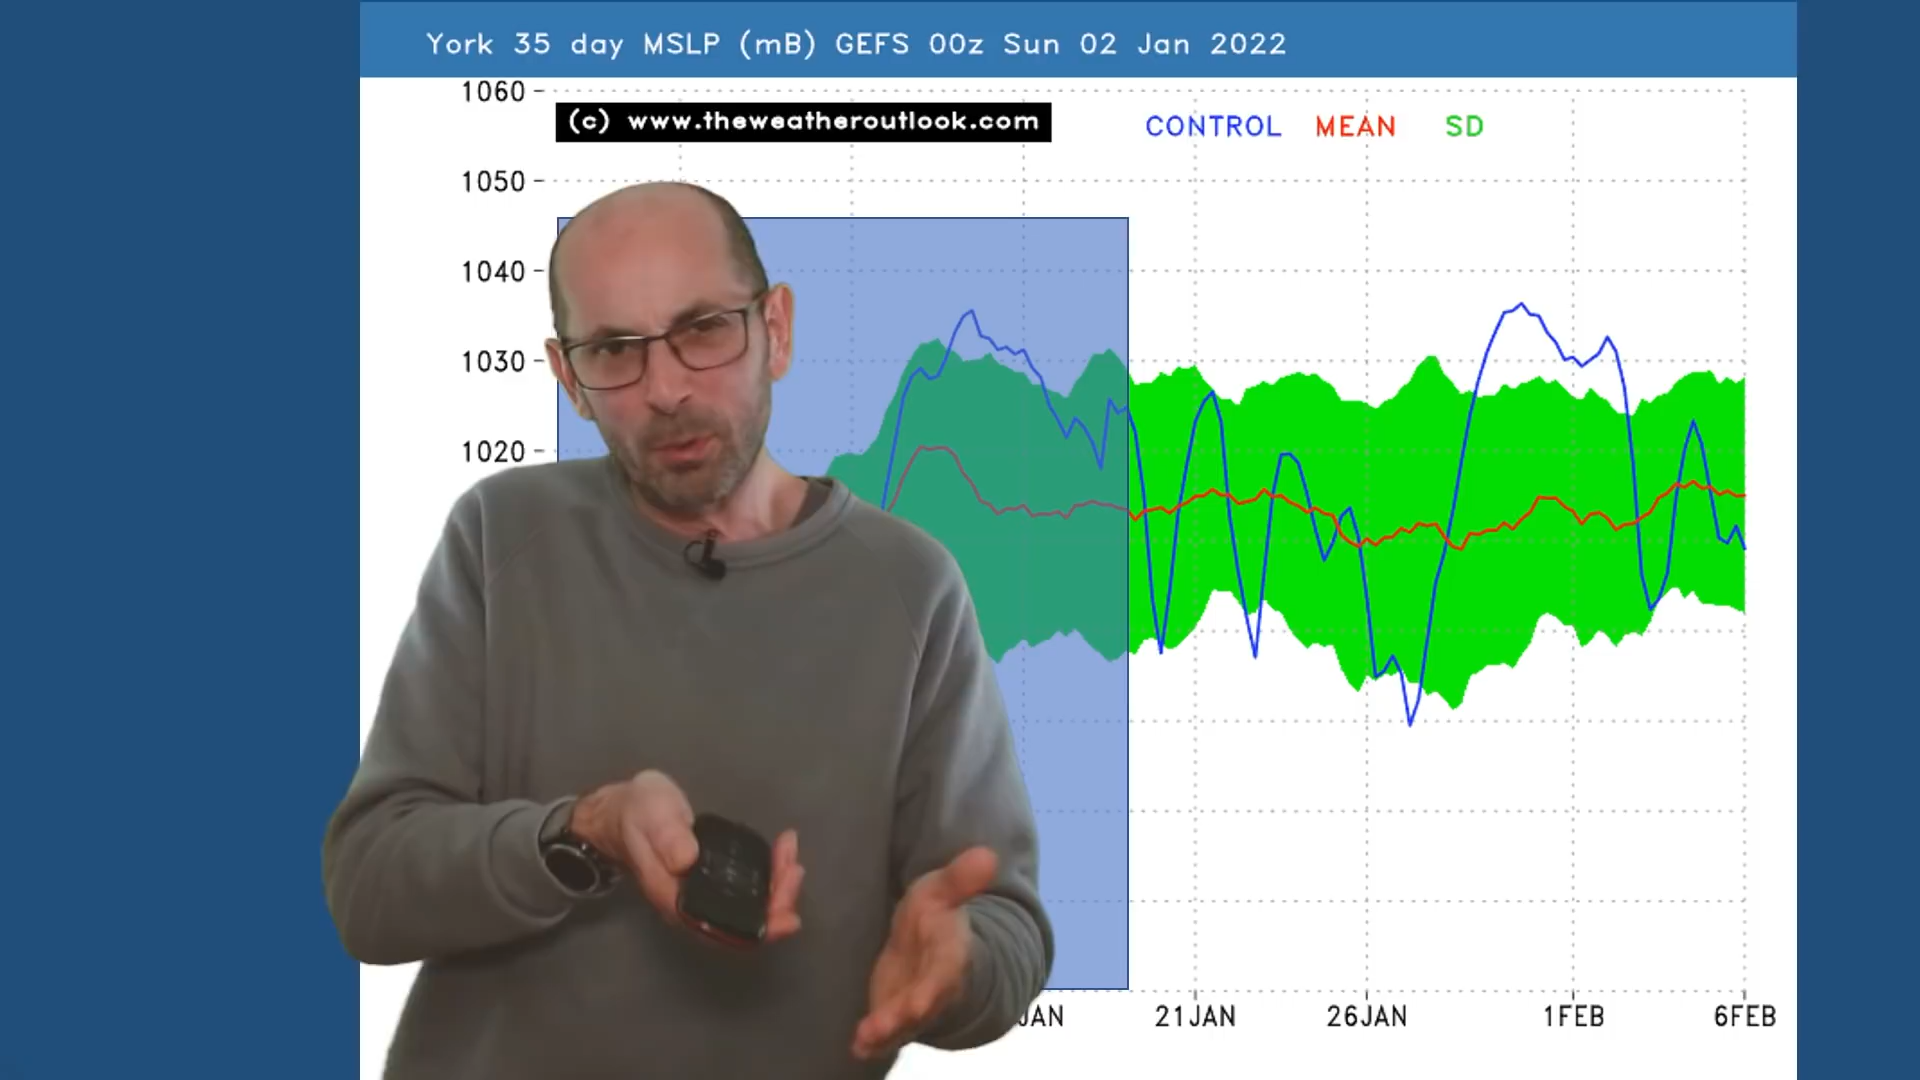 York 35 day MSLP (mB) GEFS 00z Sun 02 Jan 2022
1060
(c) www.theweatheroutlook.com
CONTROL MEAN SD
1050
1040
1030
1020
JAN 21JAN 26JAN 1FEB 6FEB